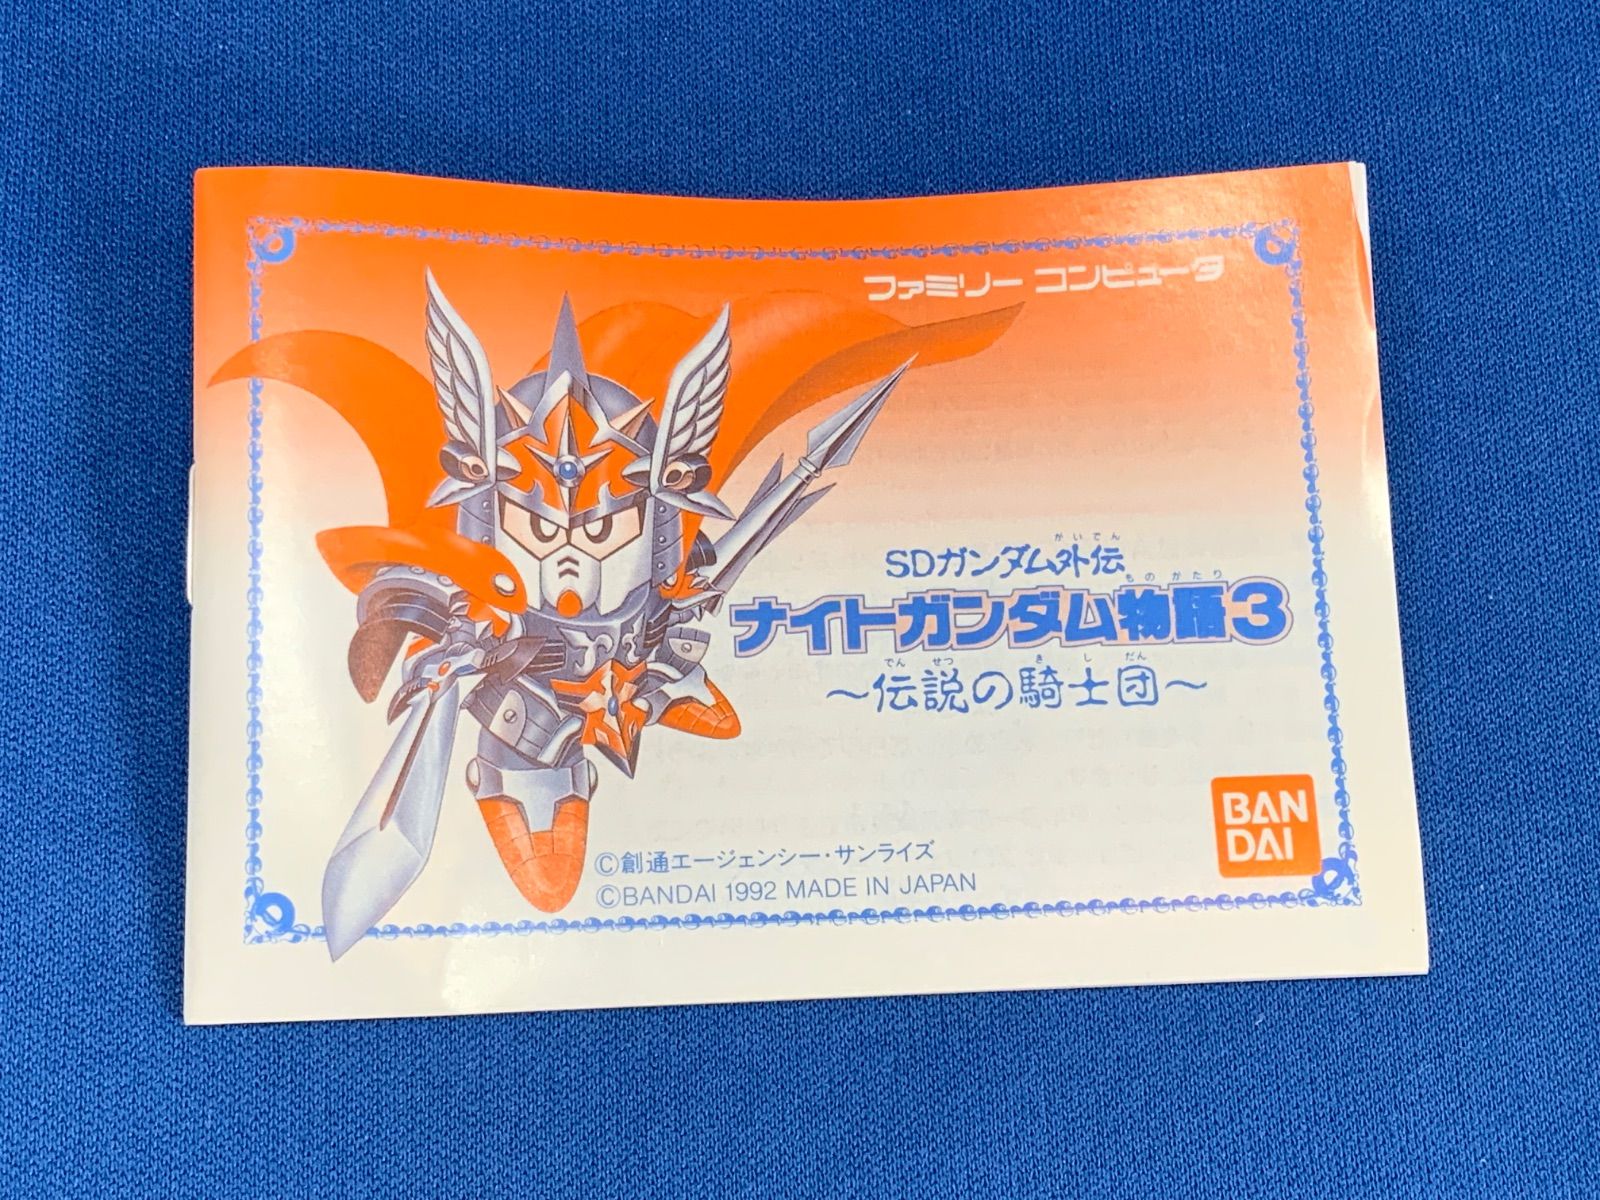 ファミリー コンピュータ
がいでん
SDガンダム外伝
ものがたり
ナイトガンダム物語3
でんせつ きしだん
〜伝説の騎士団〜
BAN
DAI
©創通エージェンシー・サンライズ
©BANDAI 1992 MADE IN JAPAN